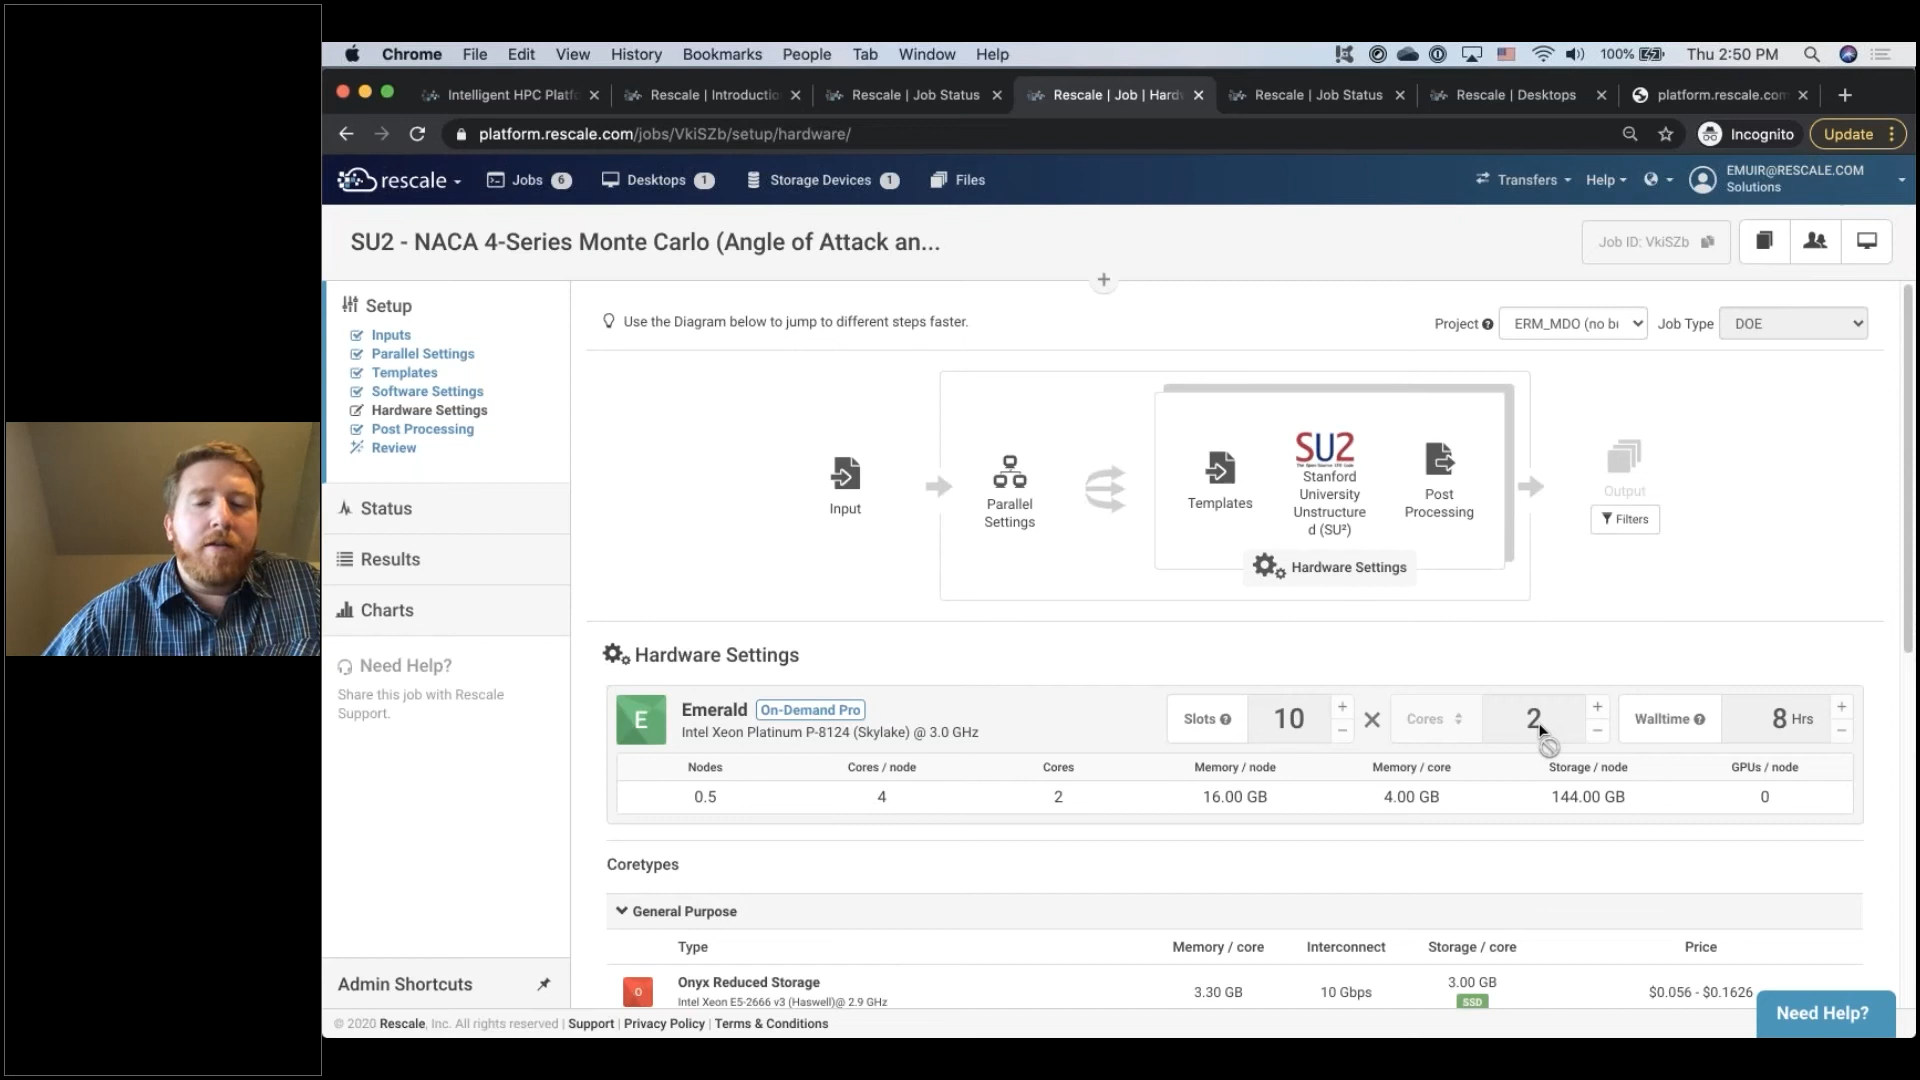 Chrome File Edit View History Bookmarks People Tab Window Help 100% Thu 2:50 PM
Intelligent HPC Platf Rescale | Introductio Rescale | Job Status Rescale | Job | Hard Rescale | Job Status Rescale | Desktops platform.rescale.com
platform.rescale.com/jobs/VkiSZb/setup/hardware/ Incognito Update
rescale Jobs 6 Desktops 1 Storage Devices 1 Files Transfers Help EMUIR@RESCALE.COM
Solutions
SU2 - NACA 4-Series Monte Carlo (Angle of Attack an... Job ID: VkiSZb
Setup
Inputs
Parallel Settings
Templates
Software Settings
Hardware Settings
Post Processing
Review
Status
Results
Charts
Need Help?
Share this job with Rescale
Support.
Admin Shortcuts
Use the Diagram below to jump to different steps faster. Project ERM_MDO (no Job Type DOE
Input
Parallel
Settings
Templates
SU2
Stanford
University
Unstructure
d (SU²)
Post
Processing
Hardware Settings
Output
Filters
Hardware Settings
E Emerald On-Demand Pro
Intel Xeon Platinum P-8124 (Skylake) @ 3.0 GHz
Slots 10 Cores 2 Walltime 8 Hrs
Nodes Cores / node Cores Memory / node Memory / core Storage / node GPUs / node
0.5 4 2 16.00 GB 4.00 GB 144.00 GB 0
Coretypes
General Purpose
Type Memory / core Interconnect Storage / core Price
O Onyx Reduced Storage
Intel Xeon E5-2666 v3 (Haswell)@ 2.9 GHz
3.30 GB 10 Gbps 3.00 GB $0.056 - $0.1626
SSD
Need Help?
© 2020 Rescale, Inc. All rights reserved | Support | Privacy Policy | Terms & Conditions